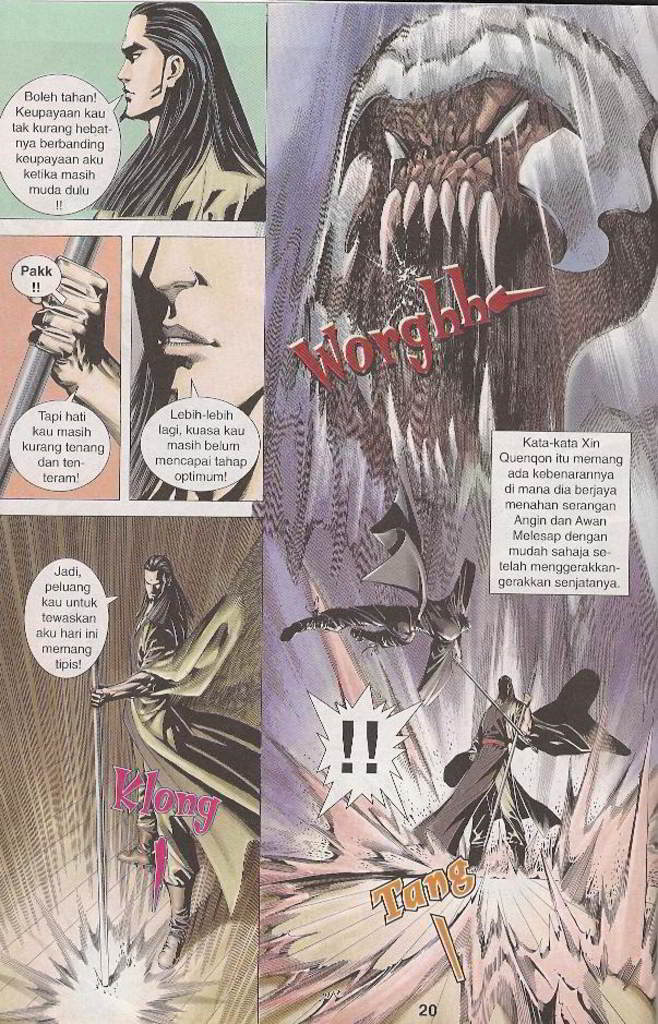 Boleh tahan!
Keupayaan kau
tak kurang hebat-
nya berbanding
keupayaan aku
ketika masih
muda dulu
!!
Pakk
!!
Tapi hati
kau masih
kurang tenang
dan ten-
teram!
Lebih-lebih
lagi, kuasa kau
masih belum
mencapai tahap
optimum!
Jadi,
peluang
kau untuk
tewaskan
aku hari ini
memang
tipis!
Klong
!
Worghh
Kata-kata Xin
Quenqon itu memang
ada kebenarannya
di mana dia berjaya
menahan serangan
Angin dan Awan
Melesap dengan
mudah sahaja se-
telah menggerakkan-
gerakkan senjatanya.
!!
Tang
!
20